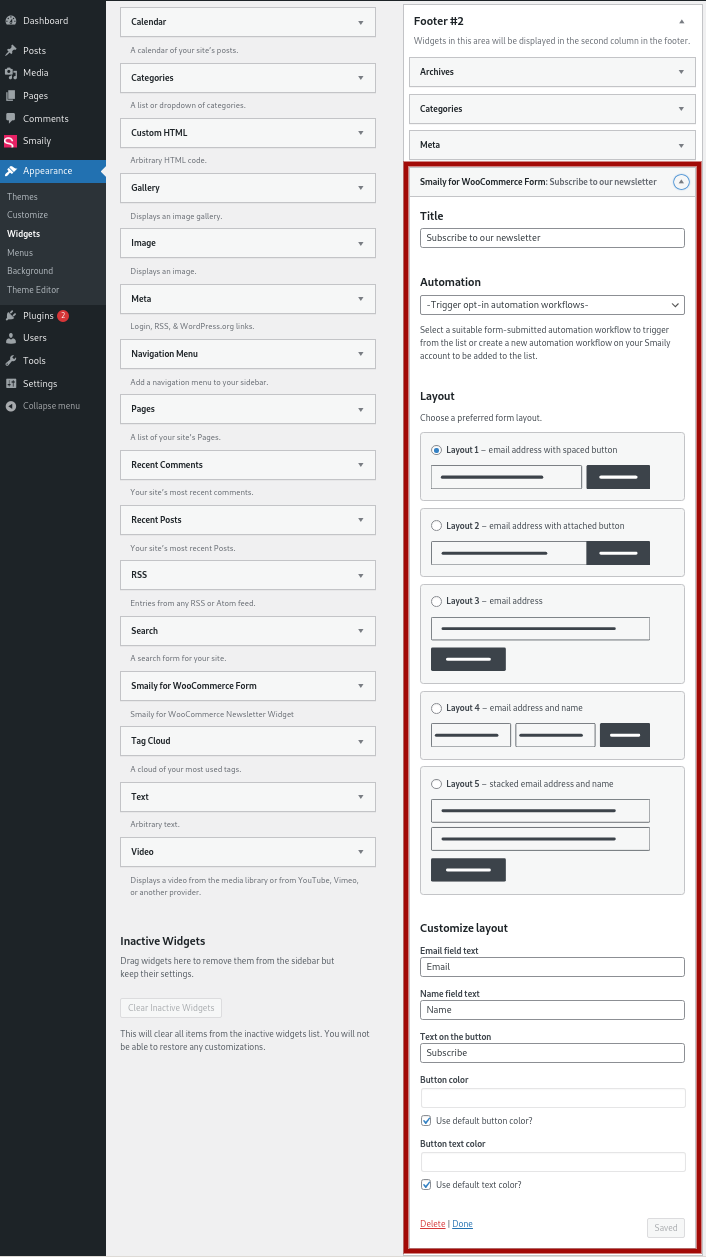 Dashboard
Posts
Media
Pages
Comments
Smaily
Appearance
Themes
Customize
Widgets
Menus
Background
Theme Editor
Plugins 2
Users
Tools
Settings
Collapse menu
Calendar
A calendar of your site's posts.
Categories
A list or dropdown of categories.
Custom HTML
Arbitrary HTML code.
Gallery
Displays an image gallery.
Image
Displays an image.
Meta
Login, RSS, & WordPress.org links.
Navigation Menu
Add a navigation menu to your sidebar.
Pages
A list of your site's Pages.
Recent Comments
Your site's most recent comments.
Recent Posts
Your site's most recent Posts.
RSS
Entries from any RSS or Atom feed.
Search
A search form for your site.
Smaily for WooCommerce Form
Smaily for WooCommerce Newsletter Widget
Tag Cloud
A cloud of your most used tags.
Text
Arbitrary text.
Video
Displays a video from the media library or from YouTube, Vimeo,
or another provider.
Inactive Widgets
Drag widgets here to remove them from the sidebar but
keep their settings.
Clear Inactive Widgets
This will clear all items from the inactive widgets list. You will not
be able to restore any customizations.
Footer #2
Widgets in this area will be displayed in the second column in the footer.
Archives
Categories
Meta
Smaily for WooCommerce Form: Subscribe to our newsletter
Title
Subscribe to our newsletter
Automation
-Trigger opt-in automation workflows-
Select a suitable form-submitted automation workflow to trigger
from the list or create a new automation workflow on your Smaily
account to be added to the list.
Layout
Choose a preferred form layout.
Layout 1 – email address with spaced button
Layout 2 – email address with attached button
Layout 3 – email address
Layout 4 – email address and name
Layout 5 – stacked email address and name
Customize layout
Email field text
Email
Name field text
Name
Text on the button
Subscribe
Button color
Use default button color?
Button text color
Use default text color?
Delete | Done
Saved